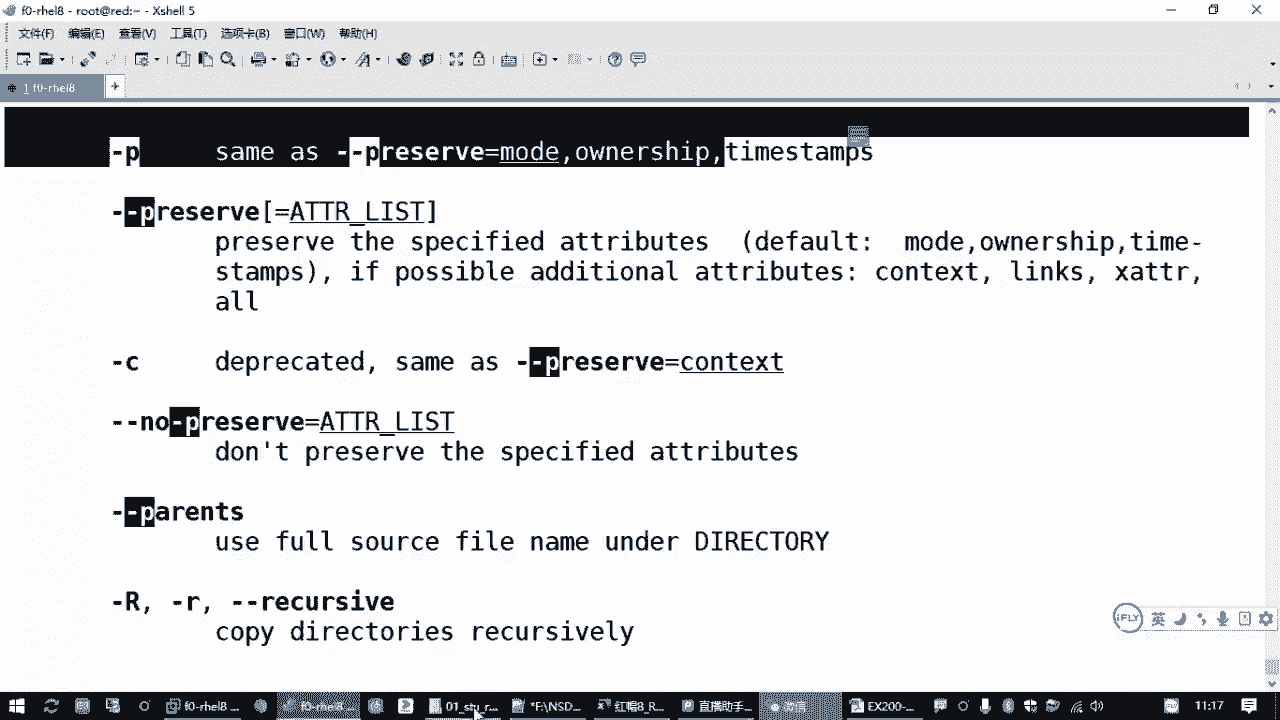 f0-rhel8 - root@red:~ - Xshell 5
文件(F) 编辑(E) 查看(V) 工具(T) 选项卡(B) 窗口(W) 帮助(H)
1 f0-rhel8
-p same as --preserve=mode,ownership,timestamps
--preserve[=ATTR_LIST]
preserve the specified attributes (default: mode,ownership,time-
stamps), if possible additional attributes: context, links, xattr,
all
-c deprecated, same as --preserve=context
--no-preserve=ATTR_LIST
don't preserve the specified attributes
--parents
use full source file name under DIRECTORY
-R, -r, --recursive
copy directories recursively
iFLY 英
f0-rhel8 ... f0-rhel8... 01_stu_r... *F:\NSD... 红帽8_R... 直播助手... EX200-... 11:17